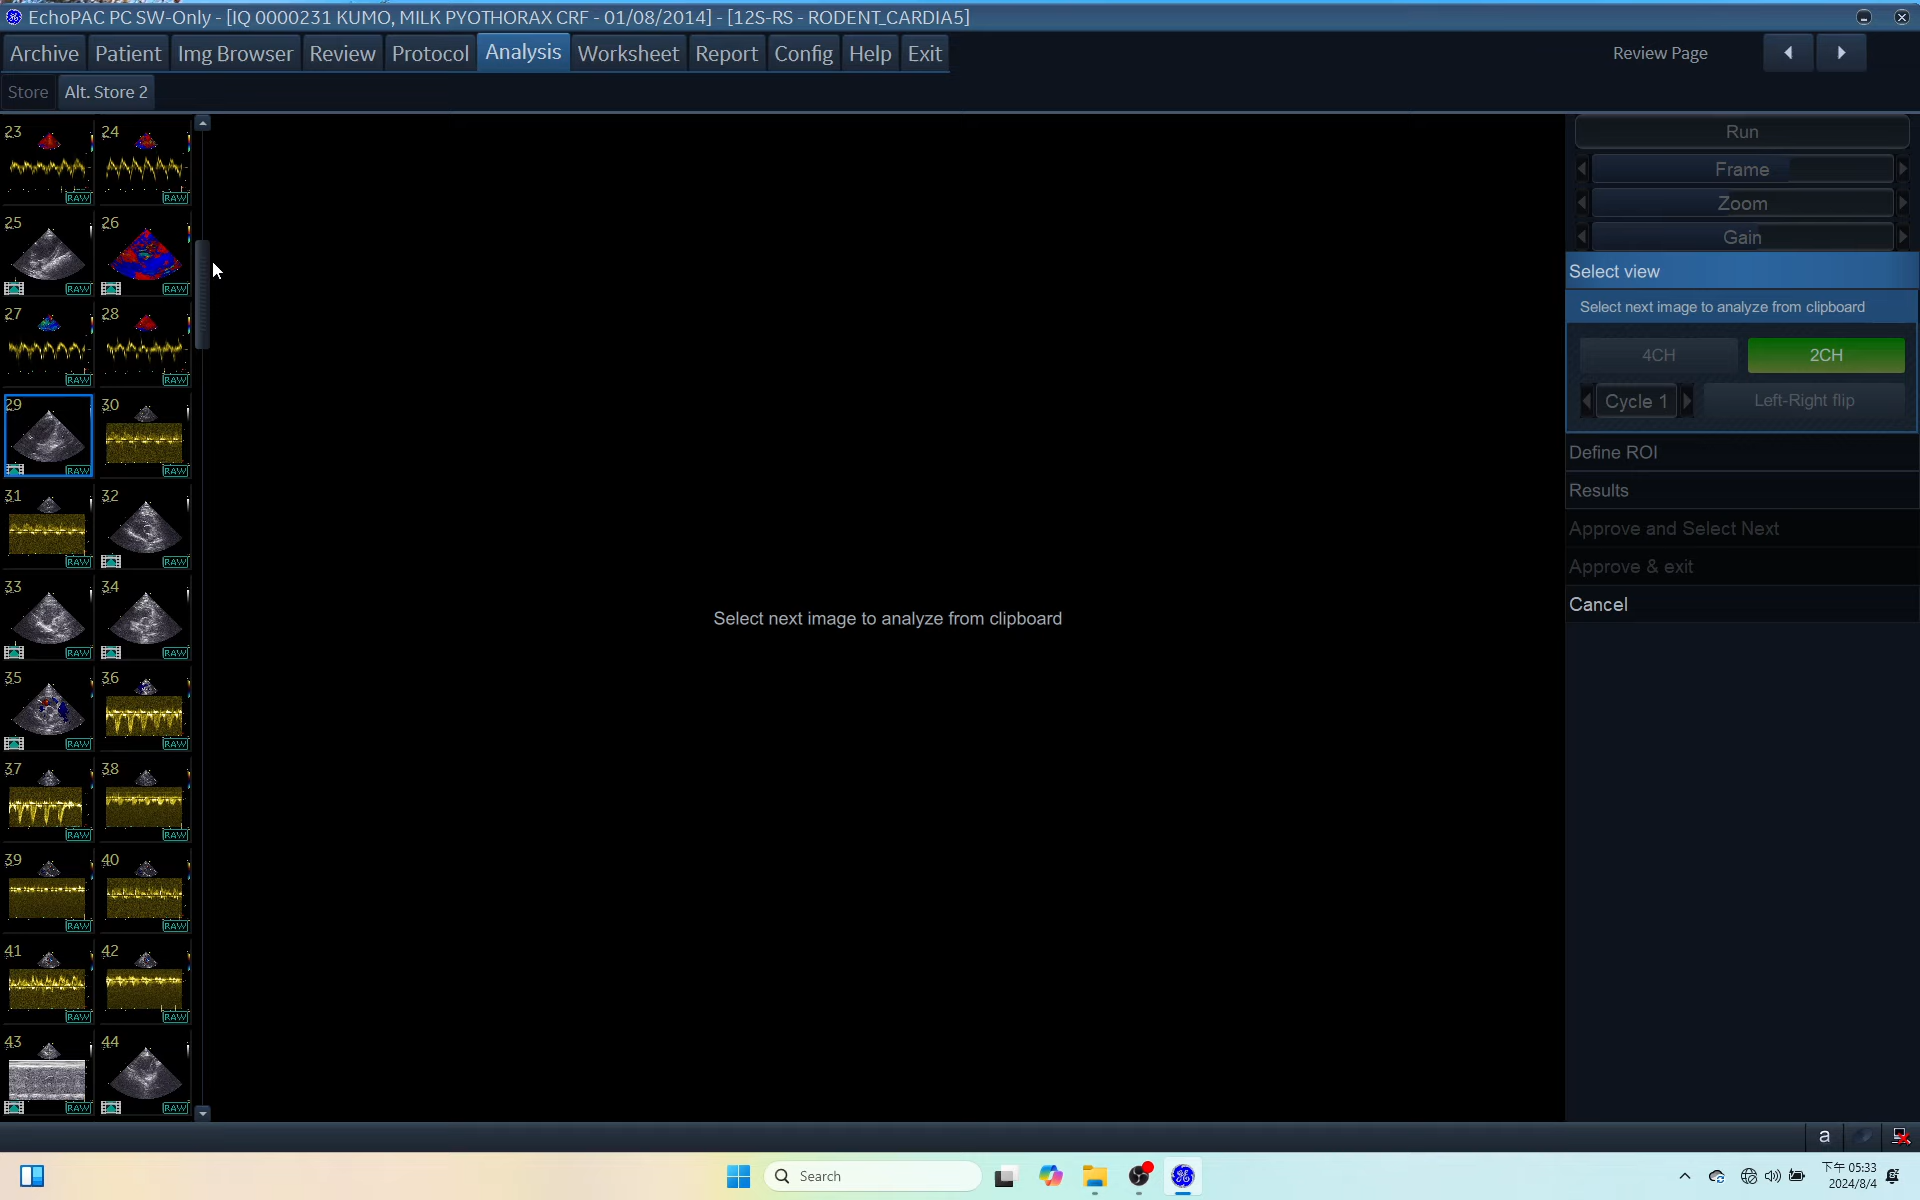 EchoPAC PC SW-Only - [IQ 0000231 KUMO, MILK PYOTHORAX CRF - 01/08/2014] - [12S-RS - RODENT_CARDIA5]
Archive Patient Img Browser Review Protocol Analysis Worksheet Report Config Help Exit Review Page
Store Alt. Store 2
23 24
RAW RAW
25 26
RAW RAW
27 28
RAW RAW
29 30
RAW RAW
31 32
RAW RAW
33 34
RAW RAW
35 36
RAW RAW
37 38
RAW RAW
39 40
RAW RAW
41 42
RAW RAW
43 44
RAW RAW
Select next image to analyze from clipboard
Run
Frame
Zoom
Gain
Select view
Select next image to analyze from clipboard
4CH 2CH
Cycle 1 Left-Right flip
Define ROI
Results
Approve and Select Next
Approve & exit
Cancel
a
Search
下午 05:33
2024/8/4